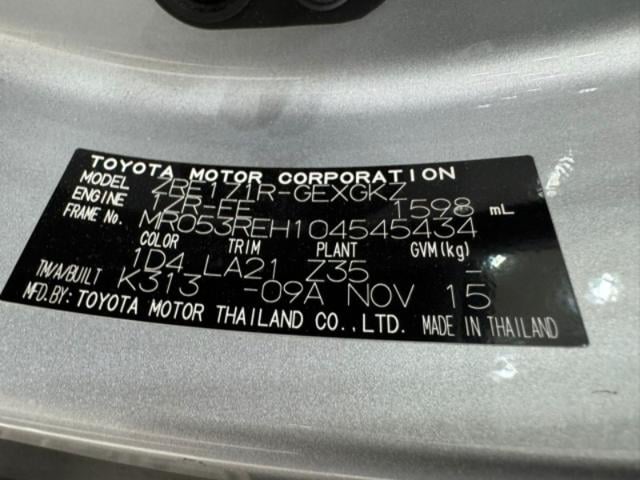 TOYOTA MOTOR CORPORATION
MODEL ZRE171R-GEXGKZ
ENGINE 1ZR-FE 1598 mL
FRAME No. MR053REH104545434
COLOR TRIM PLANT GVM(kg)
1D4 LA21 Z35 -
TM/A/BUILT K313 -09A NOV 15
MFD.BY: TOYOTA MOTOR THAILAND CO.,LTD. MADE IN THAILAND